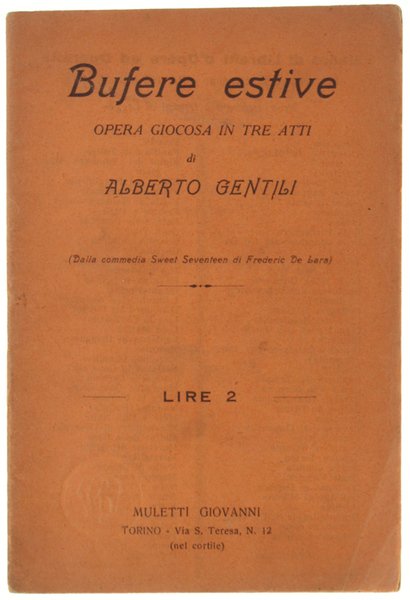 Bufere estive
OPERA GIOCOSA IN TRE ATTI
di
ALBERTO GENTILI
(Dalla commedia Sweet Seventeen di Frederic De Lara)
LIRE 2
MULETTI GIOVANNI
TORINO - Via S. Teresa, N. 12
(nel cortile)